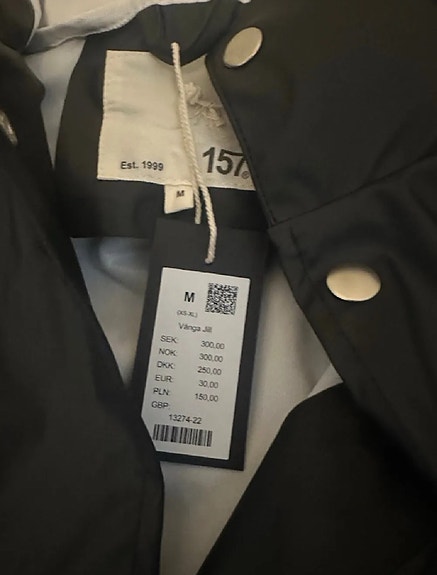 Est. 1999
157®
M
M
(XS-XL)
Vånga Jill
SEK: 300,00
NOK: 300,00
DKK: 250,00
EUR: 30,00
PLN: 150,00
GBP:
13274-22